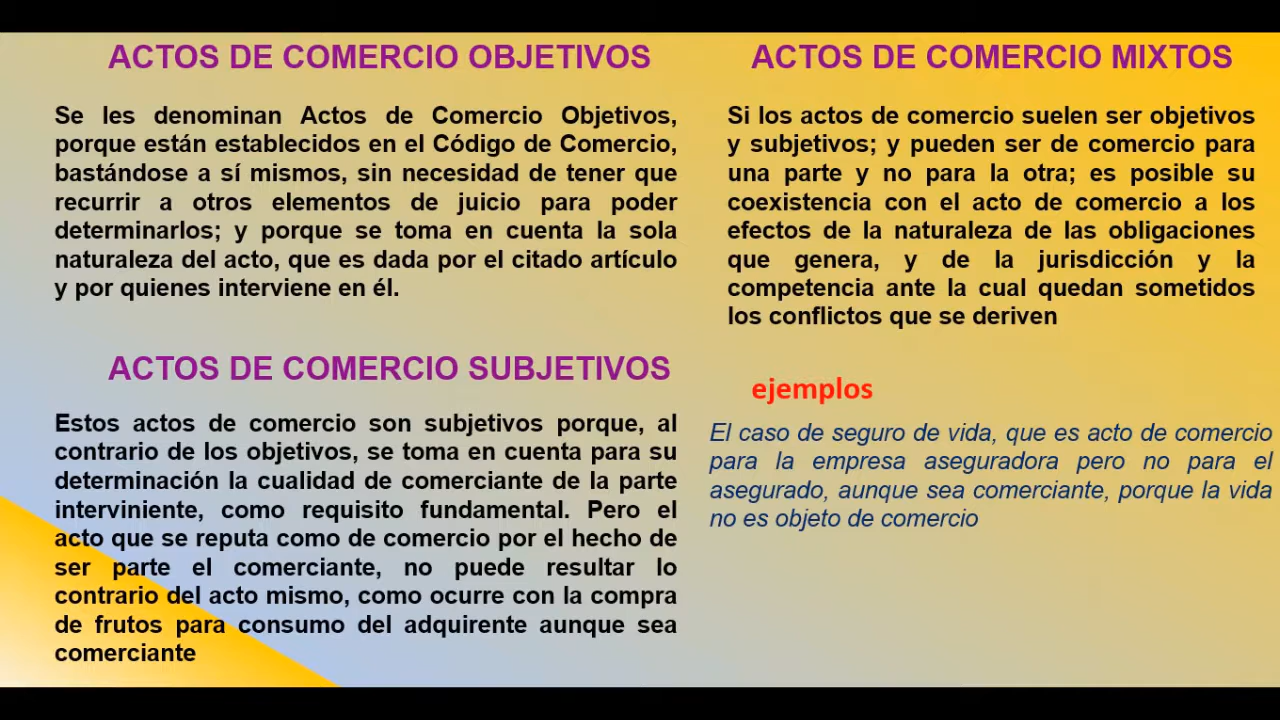 ACTOS DE COMERCIO OBJETIVOS
Se les denominan Actos de Comercio Objetivos,
porque están establecidos en el Código de Comercio,
bastándose a sí mismos, sin necesidad de tener que
recurrir a otros elementos de juicio para poder
determinarlos; y porque se toma en cuenta la sola
naturaleza del acto, que es dada por el citado artículo
y por quienes interviene en él.
ACTOS DE COMERCIO SUBJETIVOS
Estos actos de comercio son subjetivos porque, al
contrario de los objetivos, se toma en cuenta para su
determinación la cualidad de comerciante de la parte
interviniente, como requisito fundamental. Pero el
acto que se reputa como de comercio por el hecho de
ser parte el comerciante, no puede resultar lo
contrario del acto mismo, como ocurre con la compra
de frutos para consumo del adquirente aunque sea
comerciante
ACTOS DE COMERCIO MIXTOS
Si los actos de comercio suelen ser objetivos
y subjetivos; y pueden ser de comercio para
una parte y no para la otra; es posible su
coexistencia con el acto de comercio a los
efectos de la naturaleza de las obligaciones
que genera, y de la jurisdicción y la
competencia ante la cual quedan sometidos
los conflictos que se deriven
ejemplos
El caso de seguro de vida, que es acto de comercio
para la empresa aseguradora pero no para el
asegurado, aunque sea comerciante, porque la vida
no es objeto de comercio